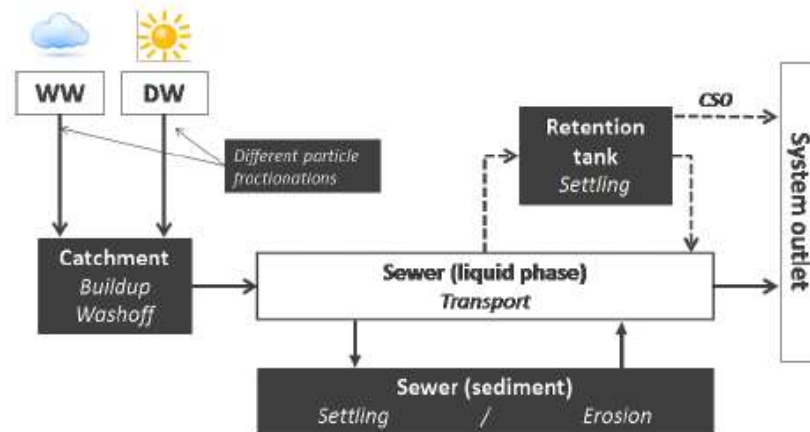 WW
DW
Different particle
fractionations
CSO
Retention
tank
Settling
System outlet
Catchment
Buildup
Washoff
Sewer (liquid phase)
Transport
Sewer (sediment)
Settling / Erosion